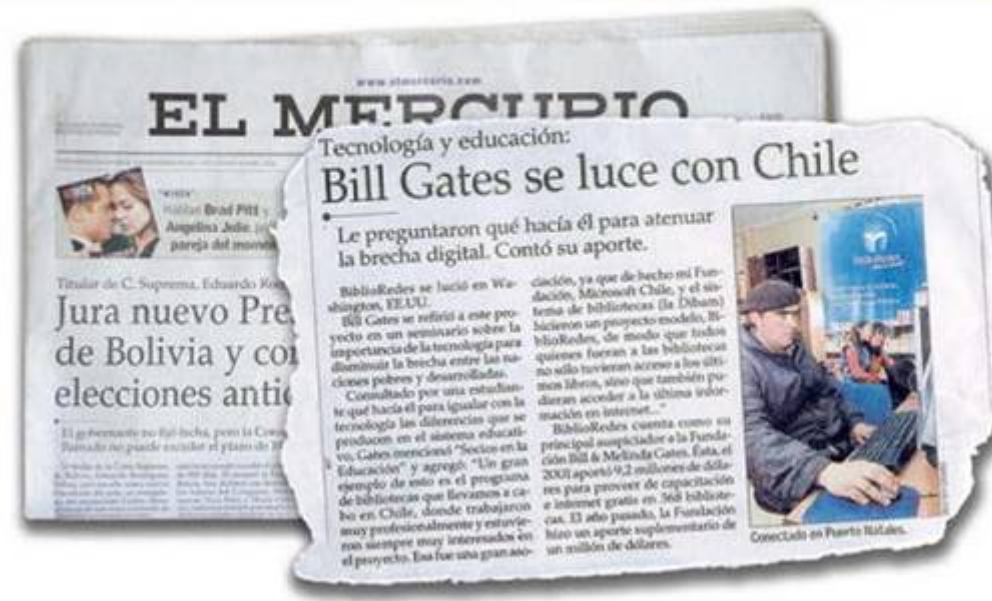 www.elmercurio.com
EL MERCURIO
Hablan Brad Pitt y
Angelina Jolie,
pareja del
Titular de C. Suprema, Eduardo
Jura nuevo
de Bolivia y
elecciones
Tecnología y educación:
Bill Gates se luce con Chile
Le preguntaron qué hacía él para atenuar
la brecha digital. Contó su aporte.
BiblioRedes se lució en Wa-
shington, EE.UU.
Bill Gates se refirió a este pro-
yecto en un seminario sobre la
importancia de la tecnología para
disminuir la brecha entre las na-
ciones pobres y desarrolladas.
Consultado por una estudian-
te qué hacía él para igualar con la
tecnología las diferencias que se
producen en el sistema educati-
vo, Gates mencionó "Socios en la
Educación" y agregó: "Un gran
ejemplo de esto es el programa
de bibliotecas que llevamos a ca-
bo en Chile, donde trabajaron
muy profesionalmente y estuvie-
ron siempre muy interesados en
el proyecto. Esa fue una gran aso-
ciación, ya que de hecho mi Fun-
dación, Microsoft Chile, y el sis-
tema de bibliotecas (la Dibam)
hicieron un proyecto modelo, Bi-
blioRedes, de modo que todos
quienes fueran a las bibliotecas
no sólo tuvieran acceso a los últi-
mos libros, sino que también pu-
dieran acceder a la última infor-
mación en internet..."
BiblioRedes cuenta como su
principal auspiciador a la Funda-
ción Bill & Melinda Gates. Ésta, el
2001 aportó 9,2 millones de dóla-
res para proveer de capacitación
e internet gratis en 368 bibliote-
cas. El año pasado, la Fundación
hizo un aporte suplementario de
un millón de dólares.
Conectado en Puerto Natales.